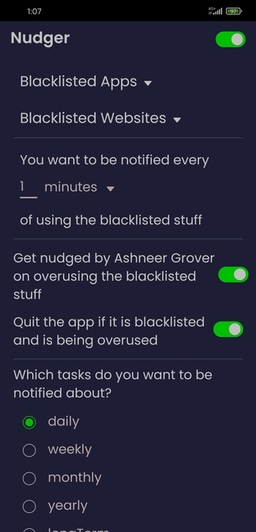 1:07
Nudger
Blacklisted Apps
Blacklisted Websites
You want to be notified every
1 minutes
of using the blacklisted stuff
Get nudged by Ashneer Grover
on overusing the blacklisted
stuff
Quit the app if it is blacklisted
and is being overused
Which tasks do you want to be
notified about?
daily
weekly
monthly
yearly
longTerm